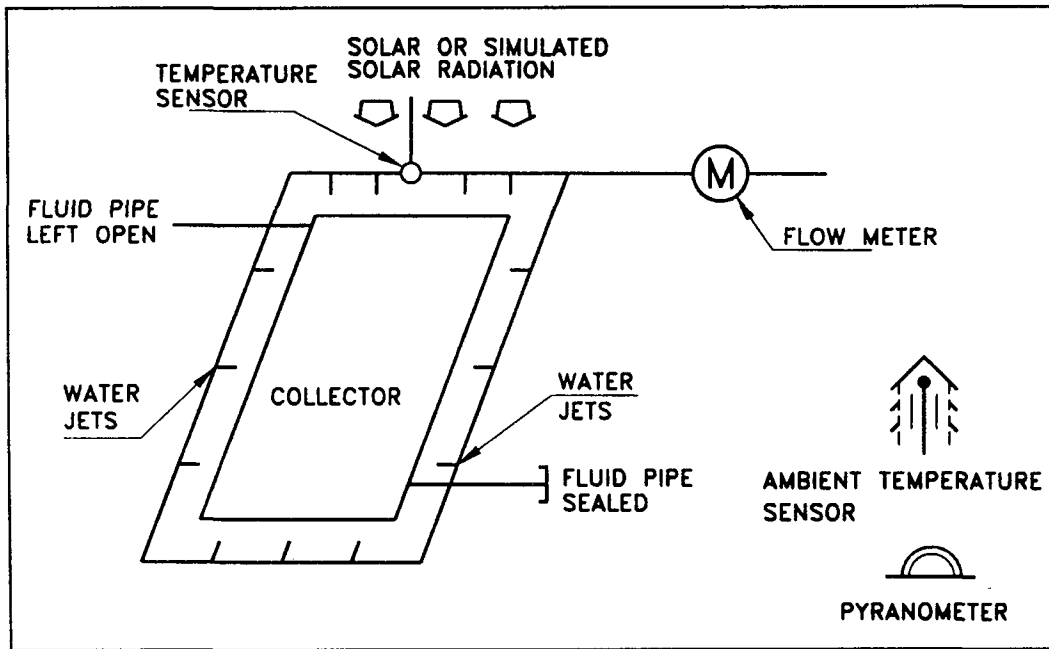 SOLAR OR SIMULATED
SOLAR RADIATION
TEMPERATURE
SENSOR
M
FLUID PIPE
LEFT OPEN
FLOW METER
WATER
JETS
COLLECTOR
WATER
JETS
FLUID PIPE
SEALED
AMBIENT TEMPERATURE
SENSOR
PYRANOMETER